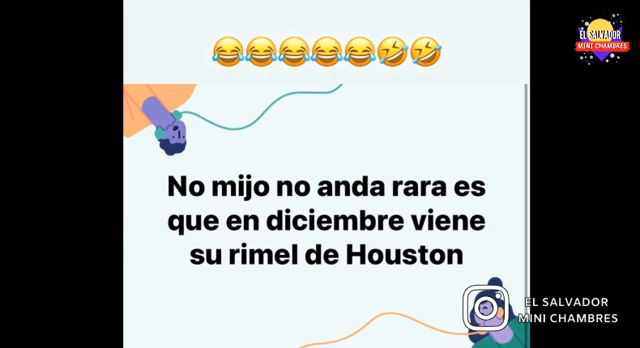 😂😂😂😂😂🤣🤣
EL SALVADOR
MINI CHAMBRES
No mijo no anda rara es
que en diciembre viene
su rimel de Houston
EL SALVADOR
MINI CHAMBRES